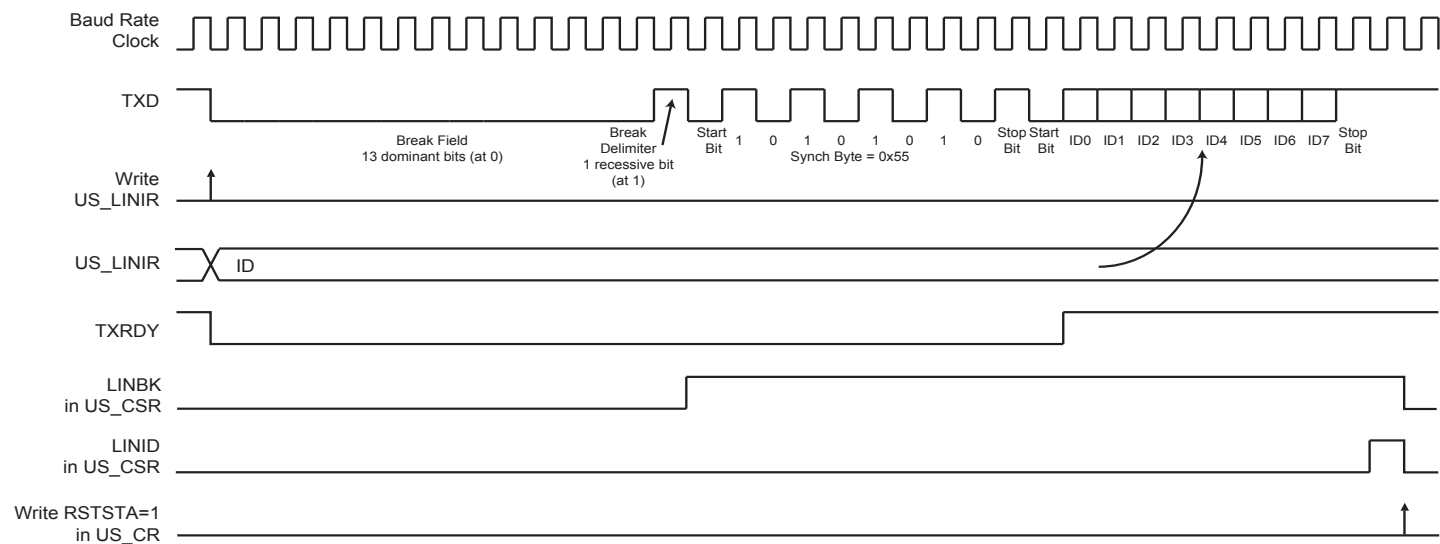 Baud Rate
Clock
TXD
Break Field
13 dominant bits (at 0)
Break
Delimiter
1 recessive bit
(at 1)
Start
Bit
1 0 1 0 1 0 1 0
Synch Byte = 0x55
Stop
Bit
Start
Bit
ID0 ID1 ID2 ID3 ID4 ID5 ID6 ID7
Stop
Bit
Write
US_LINIR
US_LINIR
ID
TXRDY
LINBK
in US_CSR
LINID
in US_CSR
Write RSTSTA=1
in US_CR